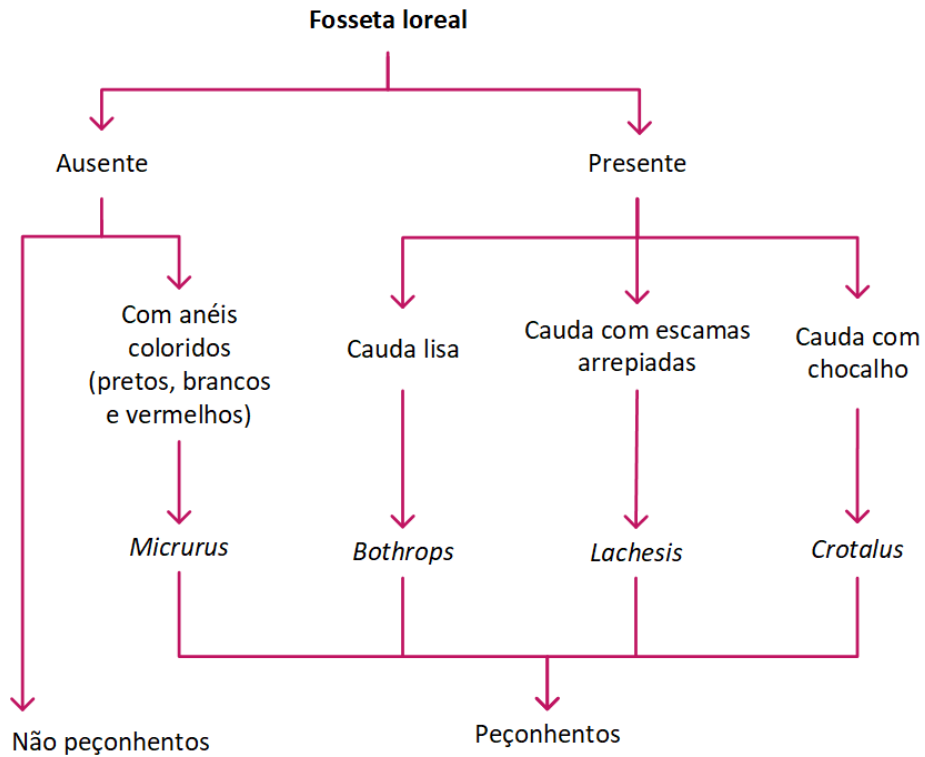 Fosseta loreal
Ausente
Presente
Com anéis
coloridos
(pretos, brancos
e vermelhos)
Cauda lisa
Cauda com escamas
arrepiadas
Cauda com
chocalho
Micrurus
Bothrops
Lachesis
Crotalus
Não peçonhentos
Peçonhentos